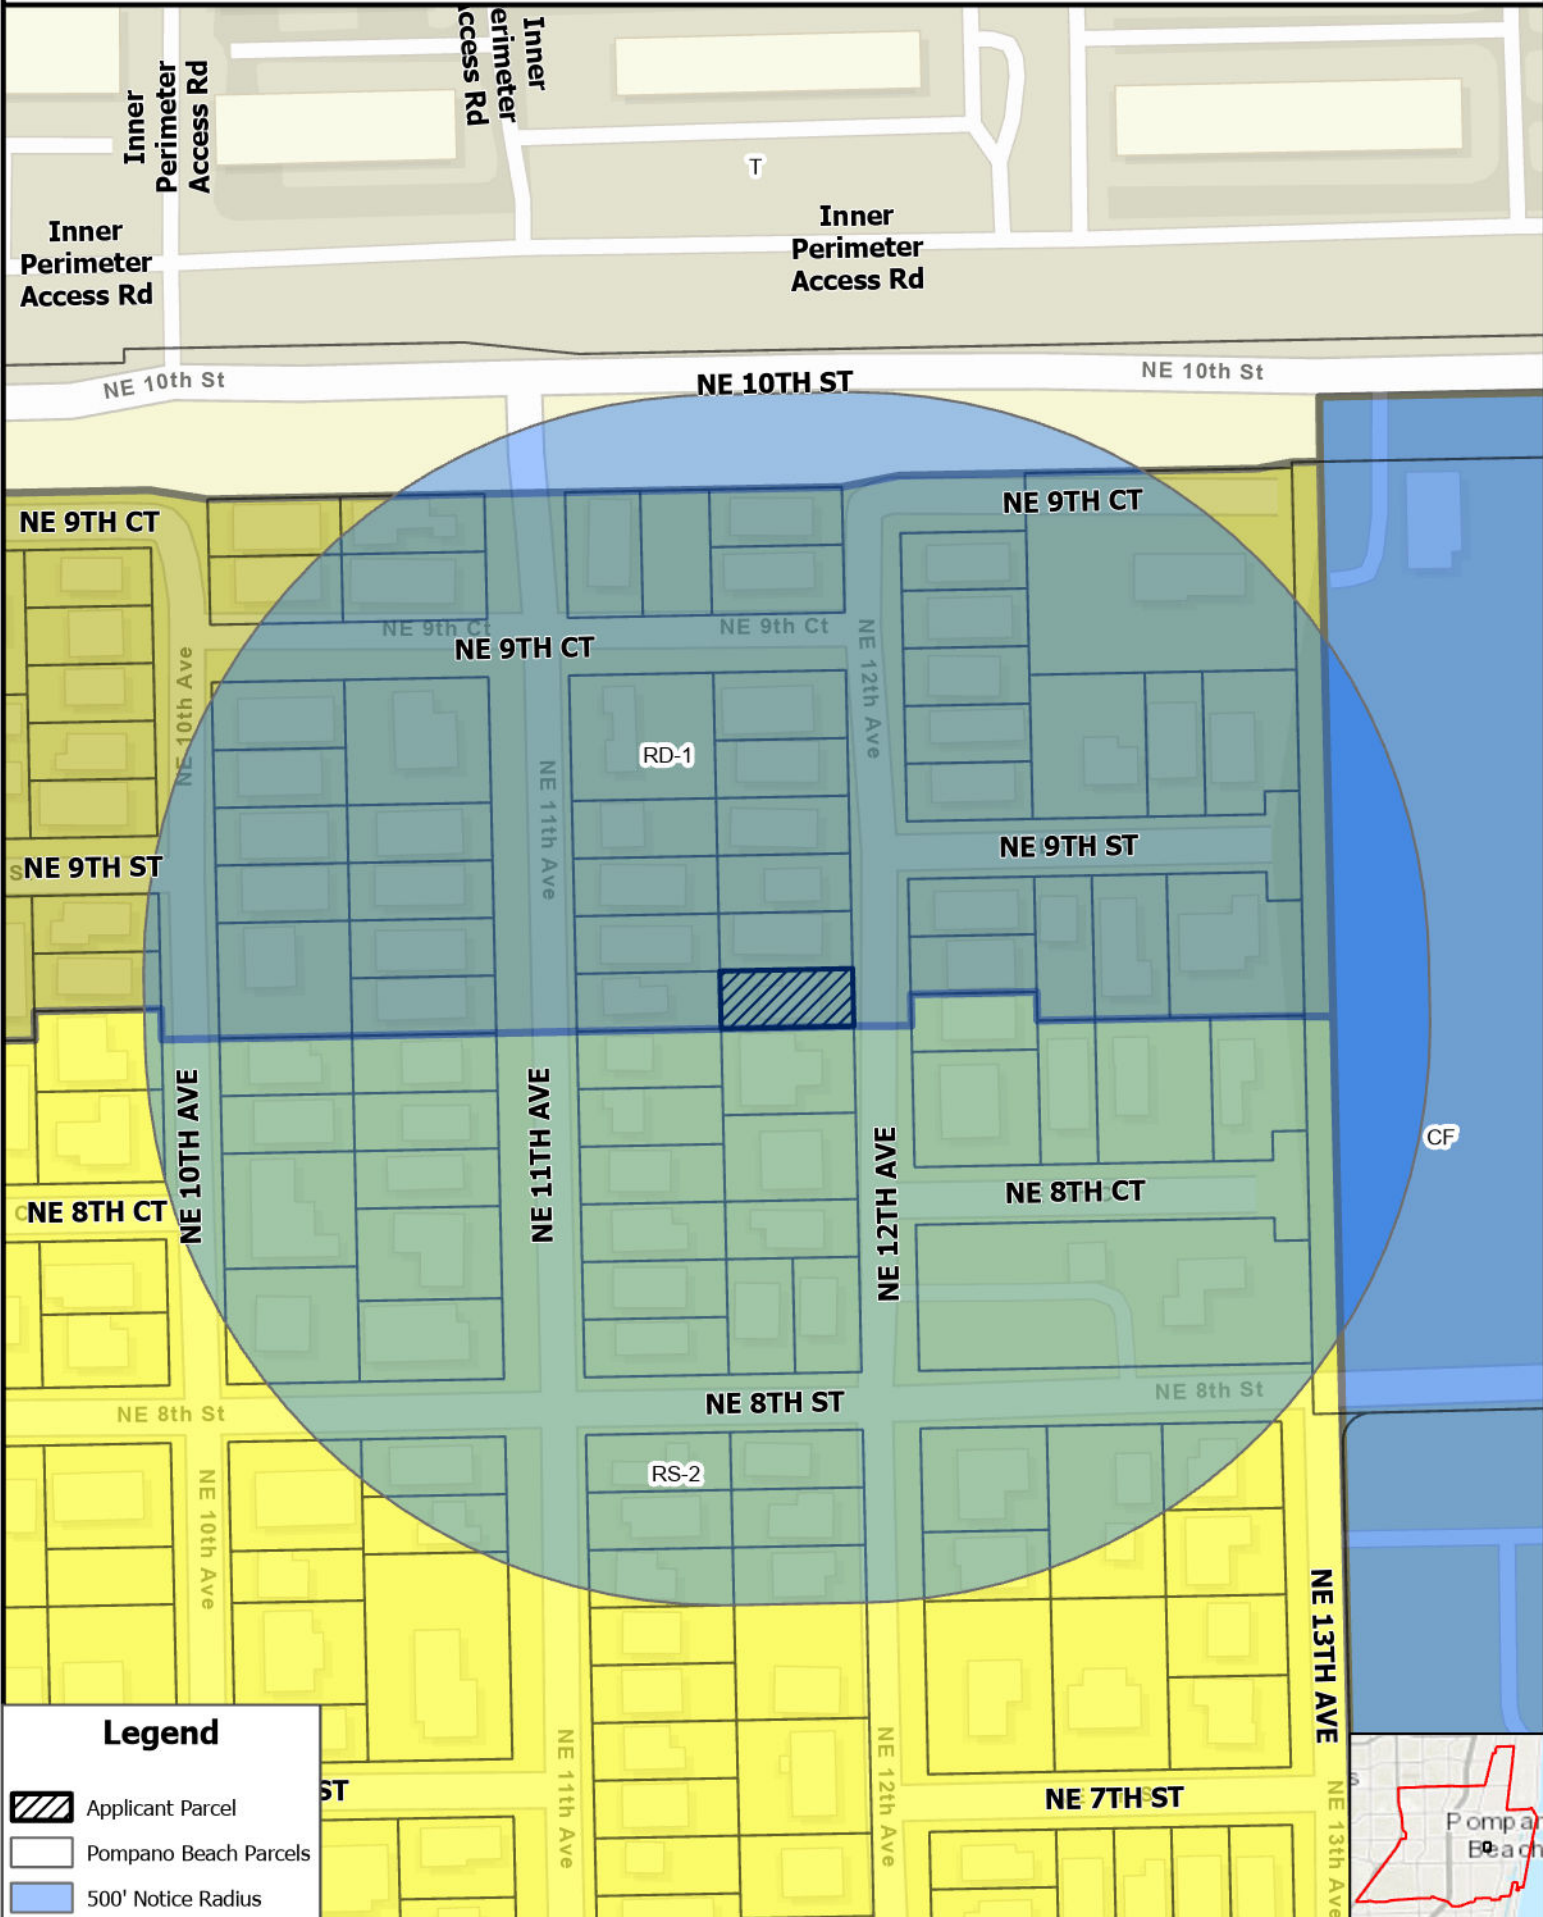 Inner
Perimeter
Access Rd
Inner
erimeter
ccess Rd
T
Inner
Perimeter
Access Rd
Inner
Perimeter
Access Rd
NE 10th St
NE 10TH ST
NE 10th St
NE 9TH CT
NE 9TH CT
NE 9th Ct
NE 9TH CT
NE 9th Ct
NE 10th Ave
NE 12th Ave
RD-1
NE 11th Ave
NE 9TH ST
S
NE 9TH ST
NE 10TH AVE
NE 11TH AVE
NE 12TH AVE
CF
C
NE 8TH CT
NE 8TH CT
NE 8th St
NE 8TH ST
NE 8th St
RS-2
NE 10th Ave
NE 13TH AVE
NE 11th Ave
NE 12th Ave
ST
NE 7TH ST
NE 13th Ave
Legend
Applicant Parcel
Pompano Beach Parcels
500' Notice Radius
s
Pompan
Beach